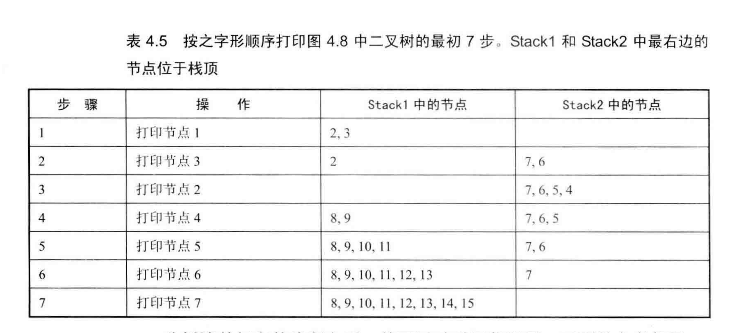 表 4.5 按之字形顺序打印图 4.8 中二叉树的最初 7 步。Stack1 和 Stack2 中最右边的
节点位于栈顶
步 骤 操 作 Stack1 中的节点 Stack2 中的节点
1 打印节点 1 2, 3
2 打印节点 3 2 7, 6
3 打印节点 2 7, 6, 5, 4
4 打印节点 4 8, 9 7, 6, 5
5 打印节点 5 8, 9, 10, 11 7, 6
6 打印节点 6 8, 9, 10, 11, 12, 13 7
7 打印节点 7 8, 9, 10, 11, 12, 13, 14, 15